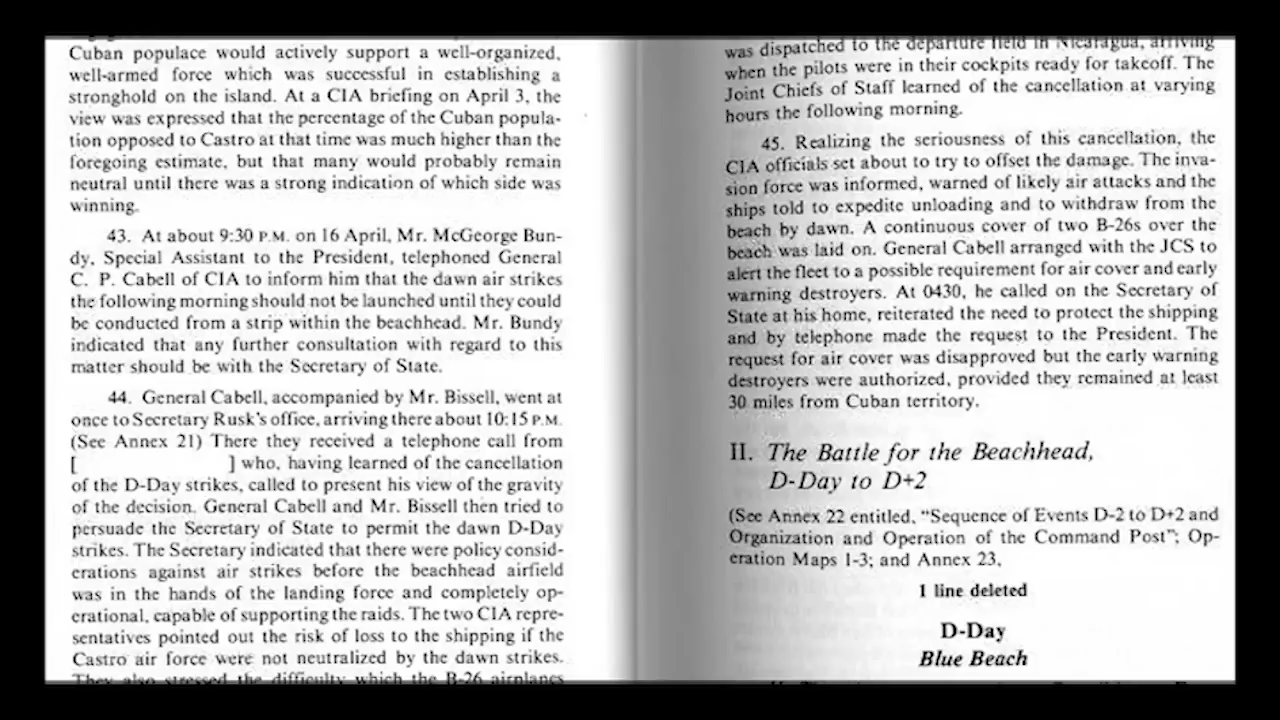 Cuban populace would actively support a well-organized,
well-armed force which was successful in establishing a
stronghold on the island. At a CIA briefing on April 3, the
view was expressed that the percentage of the Cuban popula-
tion opposed to Castro at that time was much higher than the
foregoing estimate, but that many would probably remain
neutral until there was a strong indication of which side was
winning.
43. At about 9:30 P.M. on 16 April, Mr. McGeorge Bun-
dy, Special Assistant to the President, telephoned General
C. P. Cabell of CIA to inform him that the dawn air strikes
the following morning should not be launched until they could
be conducted from a strip within the beachhead. Mr. Bundy
indicated that any further consultation with regard to this
matter should be with the Secretary of State.
44. General Cabell, accompanied by Mr. Bissell, went at
once to Secretary Rusk's office, arriving there about 10:15 P.M.
(See Annex 21) There they received a telephone call from
[ ] who, having learned of the cancellation
of the D-Day strikes, called to present his view of the gravity
of the decision. General Cabell and Mr. Bissell then tried to
persuade the Secretary of State to permit the dawn D-Day
strikes. The Secretary indicated that there were policy consid-
erations against air strikes before the beachhead airfield
was in the hands of the landing force and completely op-
erational, capable of supporting the raids. The two CIA repre-
sentatives pointed out the risk of loss to the shipping if the
Castro air force were not neutralized by the dawn strikes.
They also stressed the difficulty which the B-26 airplanes
was dispatched to the departure field in Nicaragua, arriving
when the pilots were in their cockpits ready for takeoff. The
Joint Chiefs of Staff learned of the cancellation at varying
hours the following morning.
45. Realizing the seriousness of this cancellation, the
CIA officials set about to try to offset the damage. The inva-
sion force was informed, warned of likely air attacks and the
ships told to expedite unloading and to withdraw from the
beach by dawn. A continuous cover of two B-26s over the
beach was laid on. General Cabell arranged with the JCS to
alert the fleet to a possible requirement for air cover and early
warning destroyers. At 0430, he called on the Secretary of
State at his home, reiterated the need to protect the shipping
and by telephone made the request to the President. The
request for air cover was disapproved but the early warning
destroyers were authorized, provided they remained at least
30 miles from Cuban territory.
II. The Battle for the Beachhead,
D-Day to D+2
(See Annex 22 entitled, "Sequence of Events D-2 to D+2 and
Organization and Operation of the Command Post"; Op-
eration Maps 1-3; and Annex 23,
1 line deleted
D-Day
Blue Beach